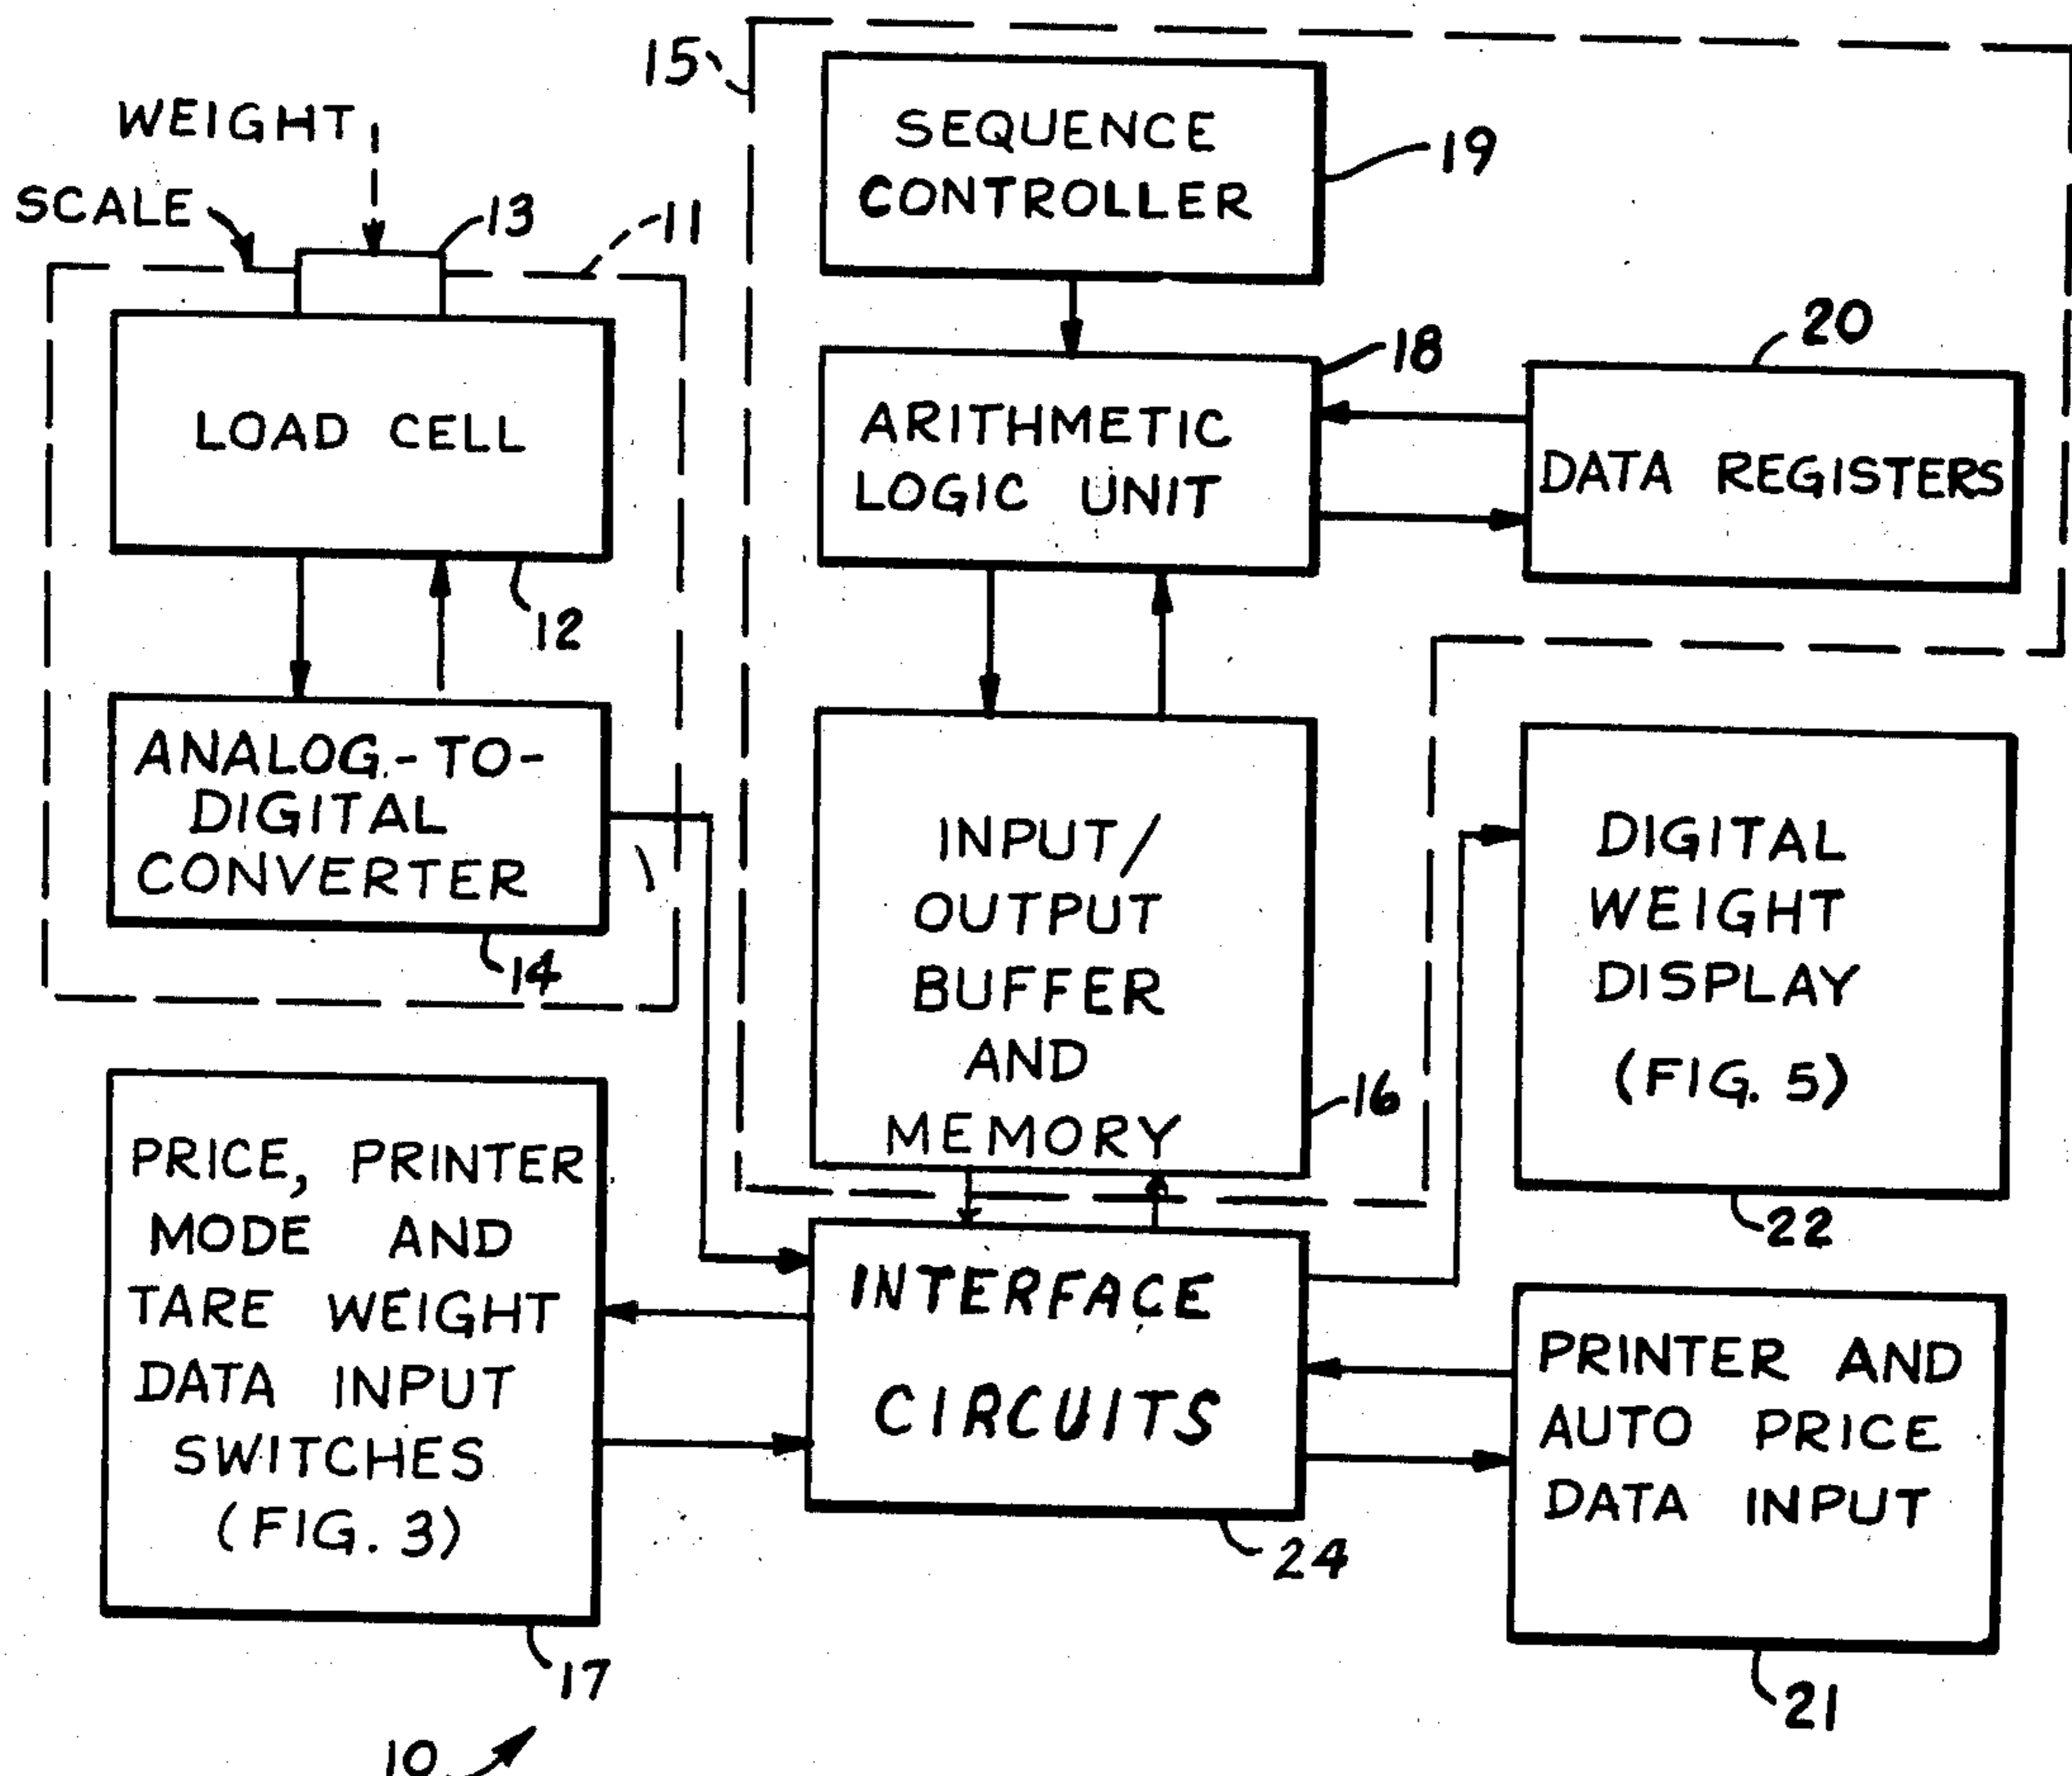 WEIGHT
SCALE
13
11
LOAD CELL
12
ANALOG.-TO-
DIGITAL
CONVERTER
14
PRICE, PRINTER
MODE AND
TARE WEIGHT
DATA INPUT
SWITCHES
(FIG. 3)
17
10
15
SEQUENCE
CONTROLLER
19
ARITHMETIC
LOGIC UNIT
18
DATA REGISTERS
20
INPUT/
OUTPUT
BUFFER
AND
MEMORY
16
INTERFACE
CIRCUITS
24
DIGITAL
WEIGHT
DISPLAY
(FIG. 5)
22
PRINTER AND
AUTO PRICE
DATA INPUT
21